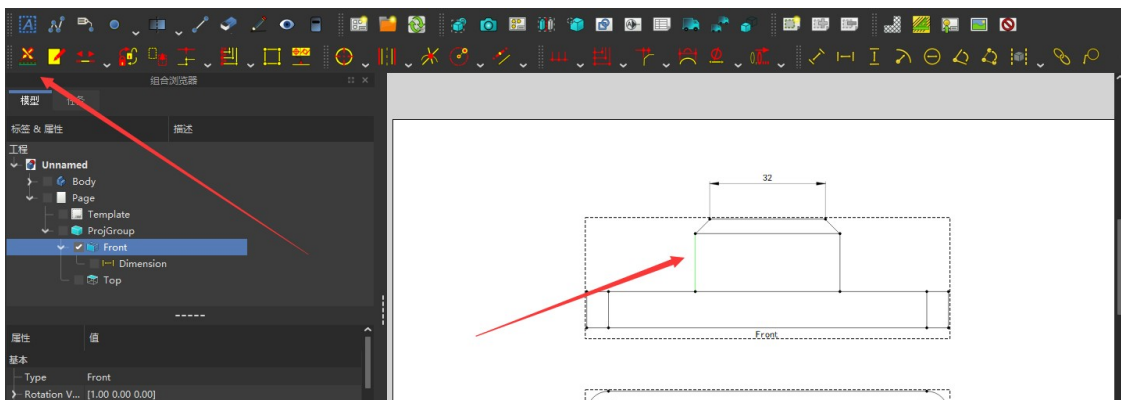 组合浏览器
模型 任务
标签 & 属性 描述
工程
Unnamed
Body
Page
Template
ProjGroup
Front
Dimension
Top
属性 值
基本
Type Front
Rotation V... [1.00 0.00 0.00]
32
Front